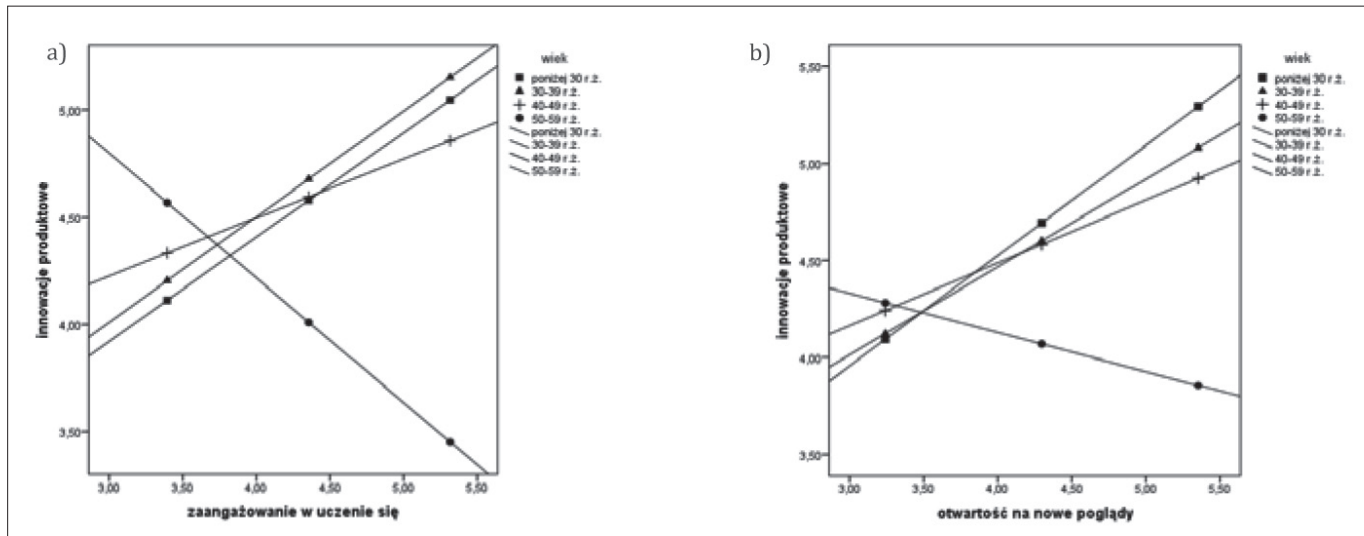 a)
wiek
poniżej 30 r.ż.
30-39 r.ż.
40-49 r.ż.
50-59 r.ż.
poniżej 30 r.ż.
30-39 r.ż.
40-49 r.ż.
50-59 r.ż.
innowacje produktowe
5,00
4,50
4,00
3,50
3,00
3,50
4,00
4,50
5,00
5,50
zaangażowanie w uczenie się
b)
wiek
poniżej 30 r.ż.
30-39 r.ż.
40-49 r.ż.
50-59 r.ż.
poniżej 30 r.ż.
30-39 r.ż.
40-49 r.ż.
50-59 r.ż.
innowacje produktowe
5,50
5,00
4,50
4,00
3,50
3,00
3,50
4,00
4,50
5,00
5,50
otwartość na nowe poglądy